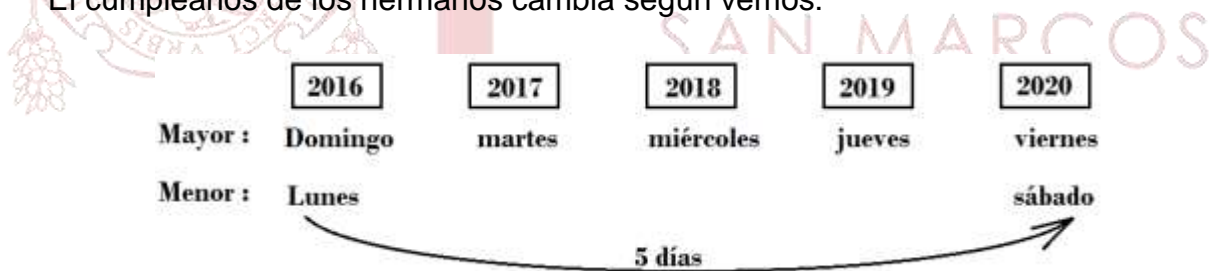 El cumpleaños de los hermanos cambia según vemos:
SAN MARCOS
2016 2017 2018 2019 2020
Mayor : Domingo martes miércoles jueves viernes
Menor : Lunes sábado
5 días